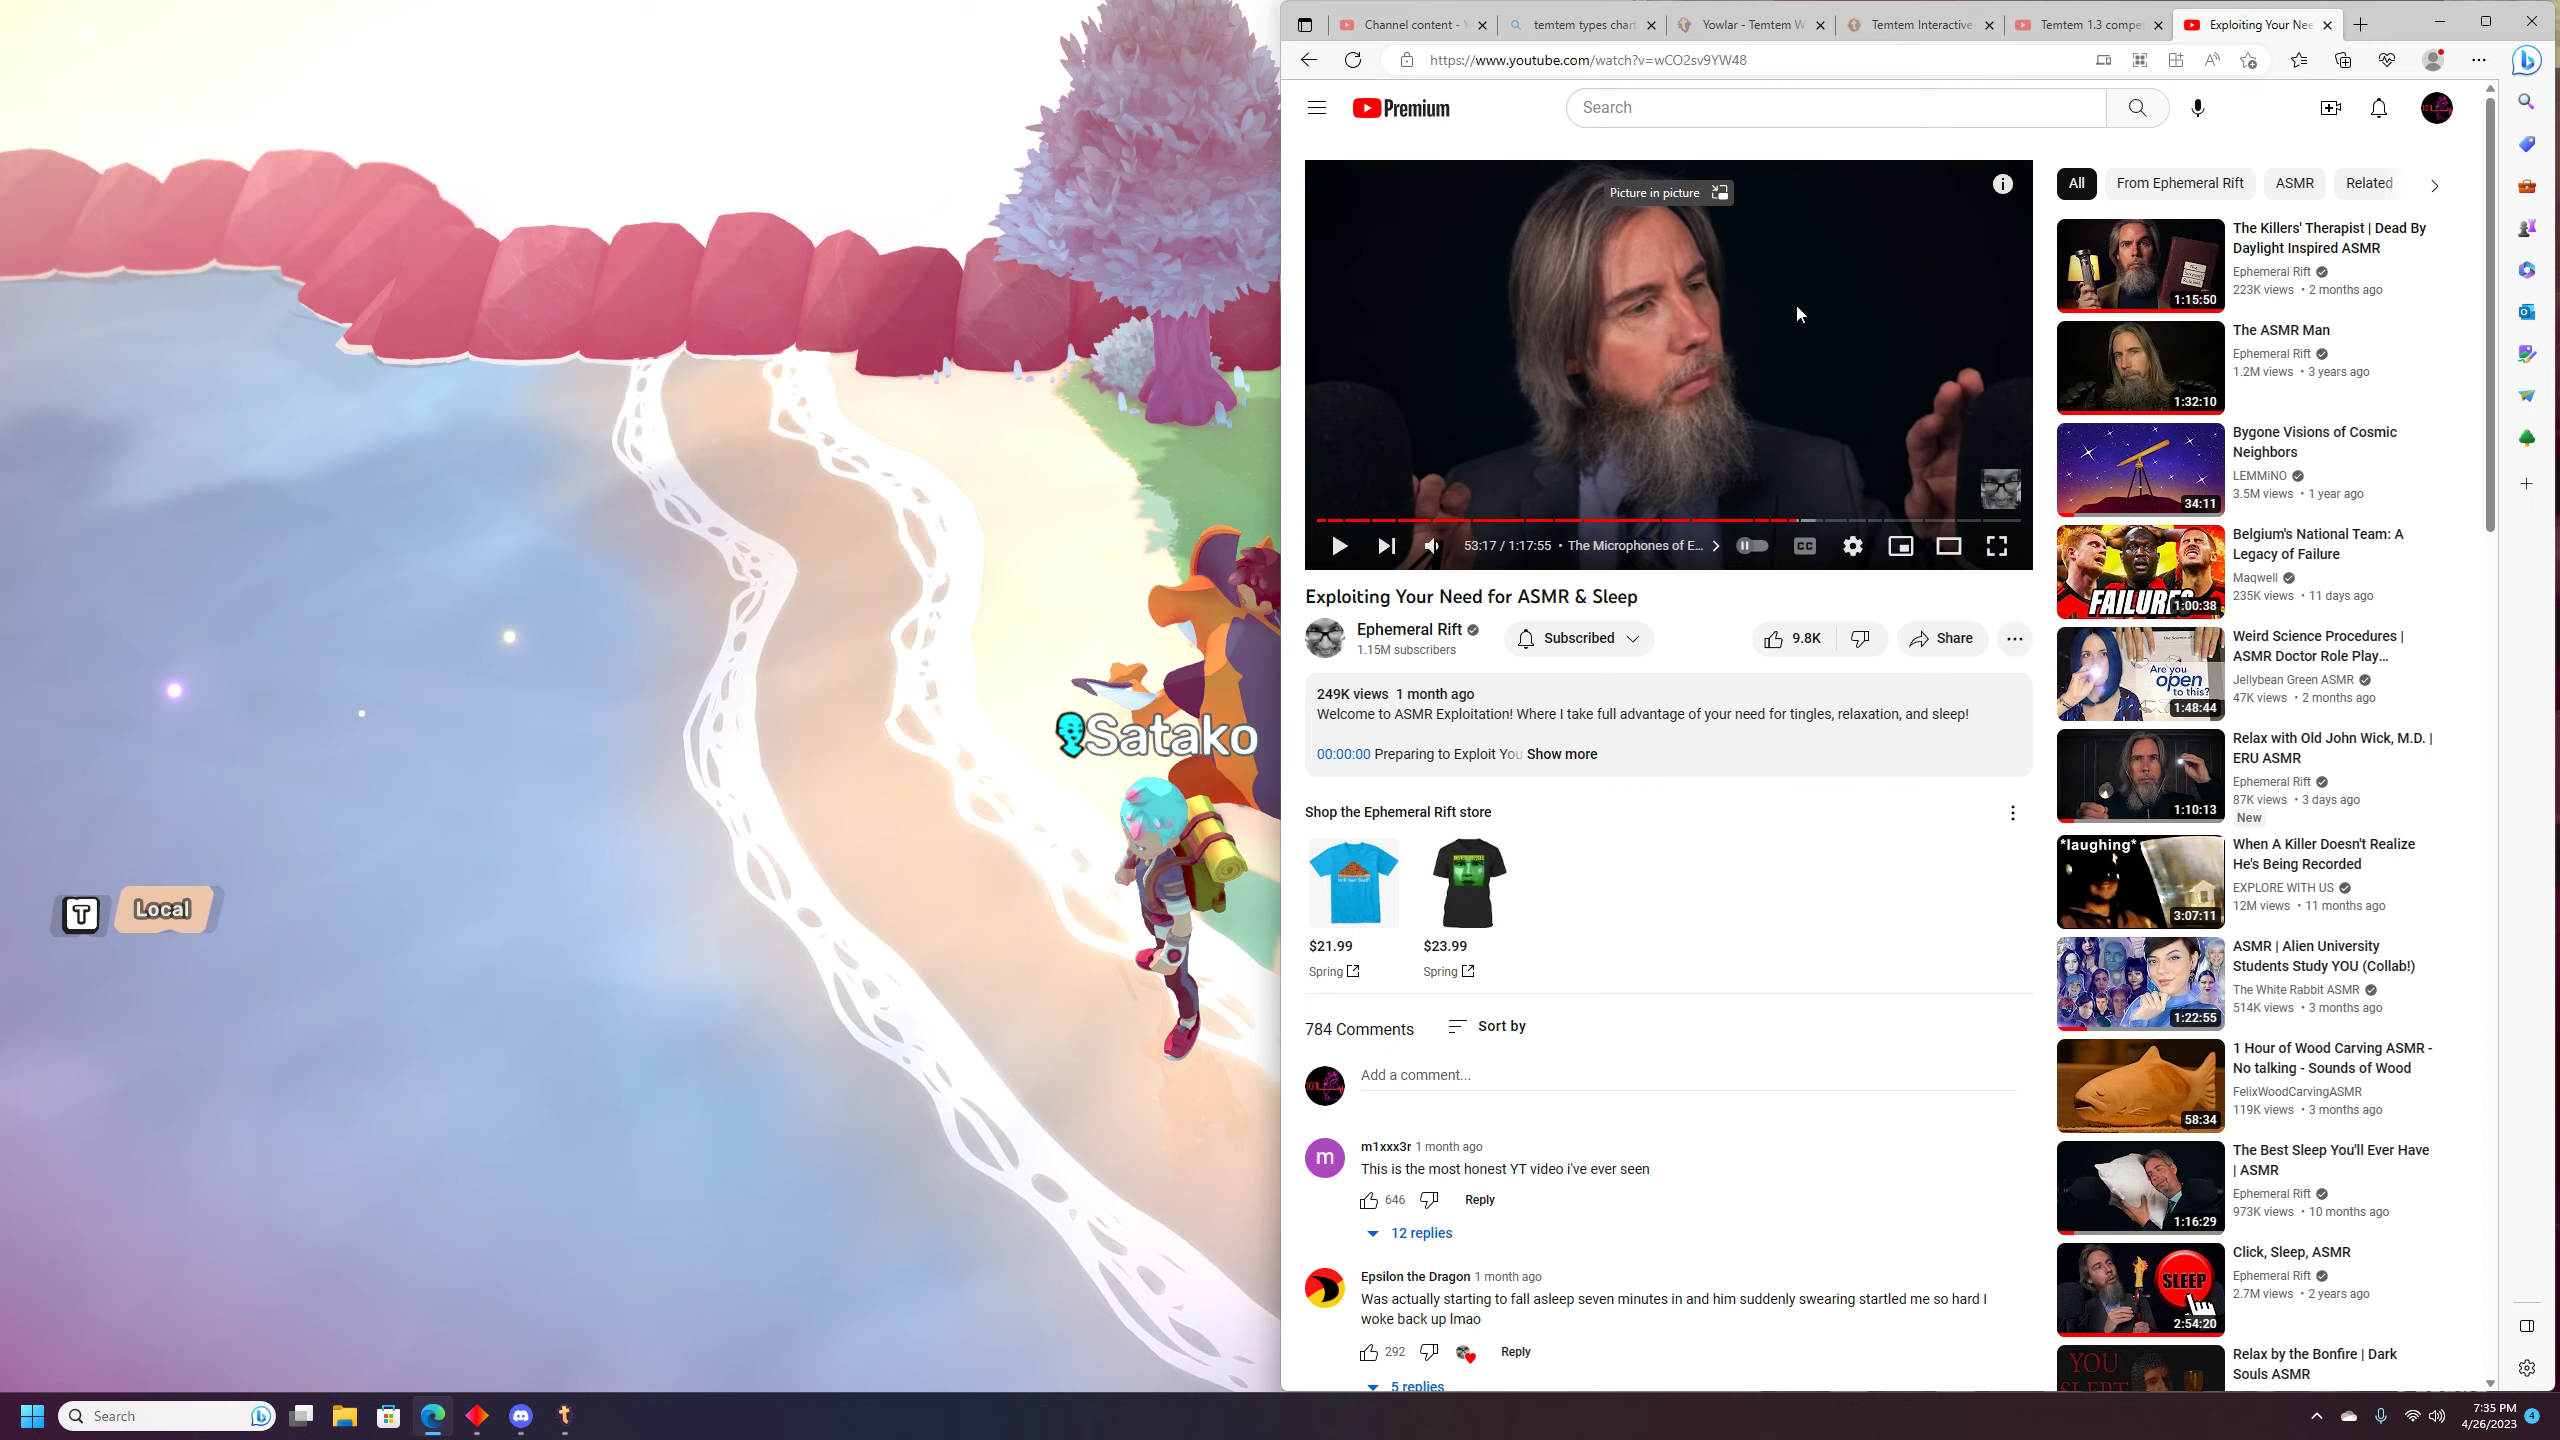 Satako
T
Local
Channel content - Y
temtem types chart
Yowlar - Temtem W
Temtem Interactive
Temtem 1.3 compet
Exploiting Your Nee
https://www.youtube.com/watch?v=wCO2sv9YW48
Premium
Search
Picture in picture
53:17 / 1:17:55 • The Microphones of E...
CC
Exploiting Your Need for ASMR & Sleep
Ephemeral Rift
1.15M subscribers
Subscribed
9.8K
Share
249K views 1 month ago
Welcome to ASMR Exploitation! Where I take full advantage of your need for tingles, relaxation, and sleep!
00:00:00 Preparing to Exploit You Show more
Shop the Ephemeral Rift store
$21.99
Spring
$23.99
Spring
784 Comments
Sort by
Add a comment...
m
m1xxx3r 1 month ago
This is the most honest YT video i've ever seen
646
Reply
12 replies
Epsilon the Dragon 1 month ago
Was actually starting to fall asleep seven minutes in and him suddenly swearing startled me so hard I
woke back up lmao
292
Reply
5 replies
All
From Ephemeral Rift
ASMR
Related
The Killers' Therapist | Dead By
Daylight Inspired ASMR
Ephemeral Rift
223K views • 2 months ago
1:15:50
The ASMR Man
Ephemeral Rift
1.2M views • 3 years ago
1:32:10
Bygone Visions of Cosmic
Neighbors
LEMMiNO
3.5M views • 1 year ago
34:11
Belgium's National Team: A
Legacy of Failure
Maqwell
235K views • 11 days ago
FAILURE
1:00:38
Weird Science Procedures |
ASMR Doctor Role Play...
Jellybean Green ASMR
47K views • 2 months ago
Are you
open
to this?
1:48:44
Relax with Old John Wick, M.D. |
ERU ASMR
Ephemeral Rift
87K views • 3 days ago
New
1:10:13
*laughing*
When A Killer Doesn't Realize
He's Being Recorded
EXPLORE WITH US
12M views • 11 months ago
3:07:11
ASMR | Alien University
Students Study YOU (Collab!)
The White Rabbit ASMR
514K views • 3 months ago
1:22:55
1 Hour of Wood Carving ASMR -
No talking - Sounds of Wood
FelixWoodCarvingASMR
119K views • 3 months ago
58:34
The Best Sleep You'll Ever Have
| ASMR
Ephemeral Rift
973K views • 10 months ago
1:16:29
Click, Sleep, ASMR
Ephemeral Rift
2.7M views • 2 years ago
SLEEP
2:54:20
Relax by the Bonfire | Dark
Souls ASMR
YOU
SLEPT
Search
7:35 PM
4/26/2023
4